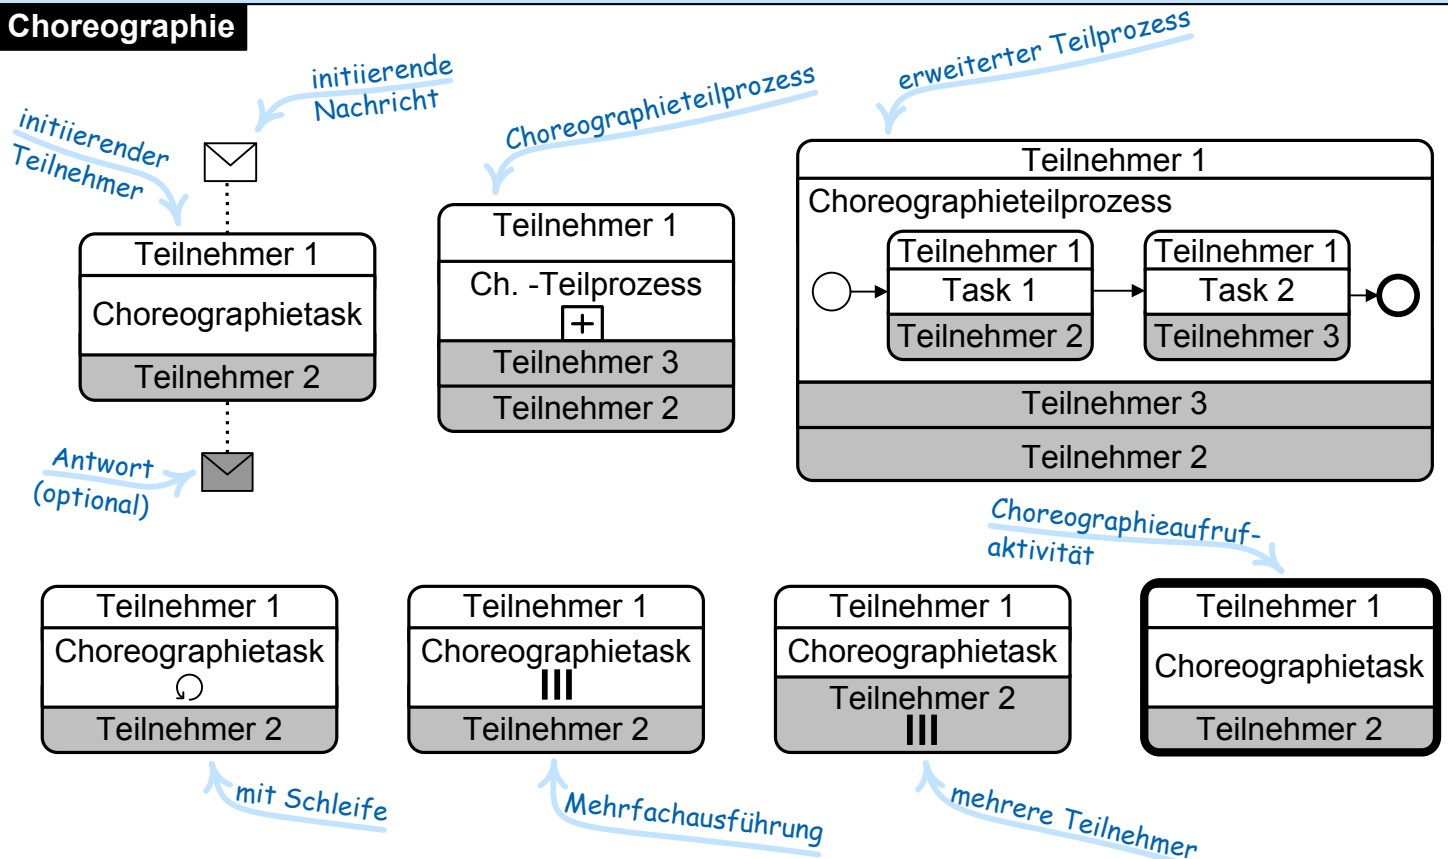 Choreographie
initiierende
Nachricht
initiierender
Teilnehmer
Teilnehmer 1
Choreographietask
Teilnehmer 2
Antwort
(optional)
Choreographieteilprozess
Teilnehmer 1
Ch. -Teilprozess
Teilnehmer 3
Teilnehmer 2
erweiterter Teilprozess
Teilnehmer 1
Choreographieteilprozess
Teilnehmer 1
Task 1
Teilnehmer 2
Teilnehmer 1
Task 2
Teilnehmer 3
Teilnehmer 3
Teilnehmer 2
Teilnehmer 1
Choreographietask
Teilnehmer 2
mit Schleife
Teilnehmer 1
Choreographietask
Teilnehmer 2
Mehrfachausführung
Teilnehmer 1
Choreographietask
Teilnehmer 2
mehrere Teilnehmer
Choreographieaufruf-
aktivität
Teilnehmer 1
Choreographietask
Teilnehmer 2